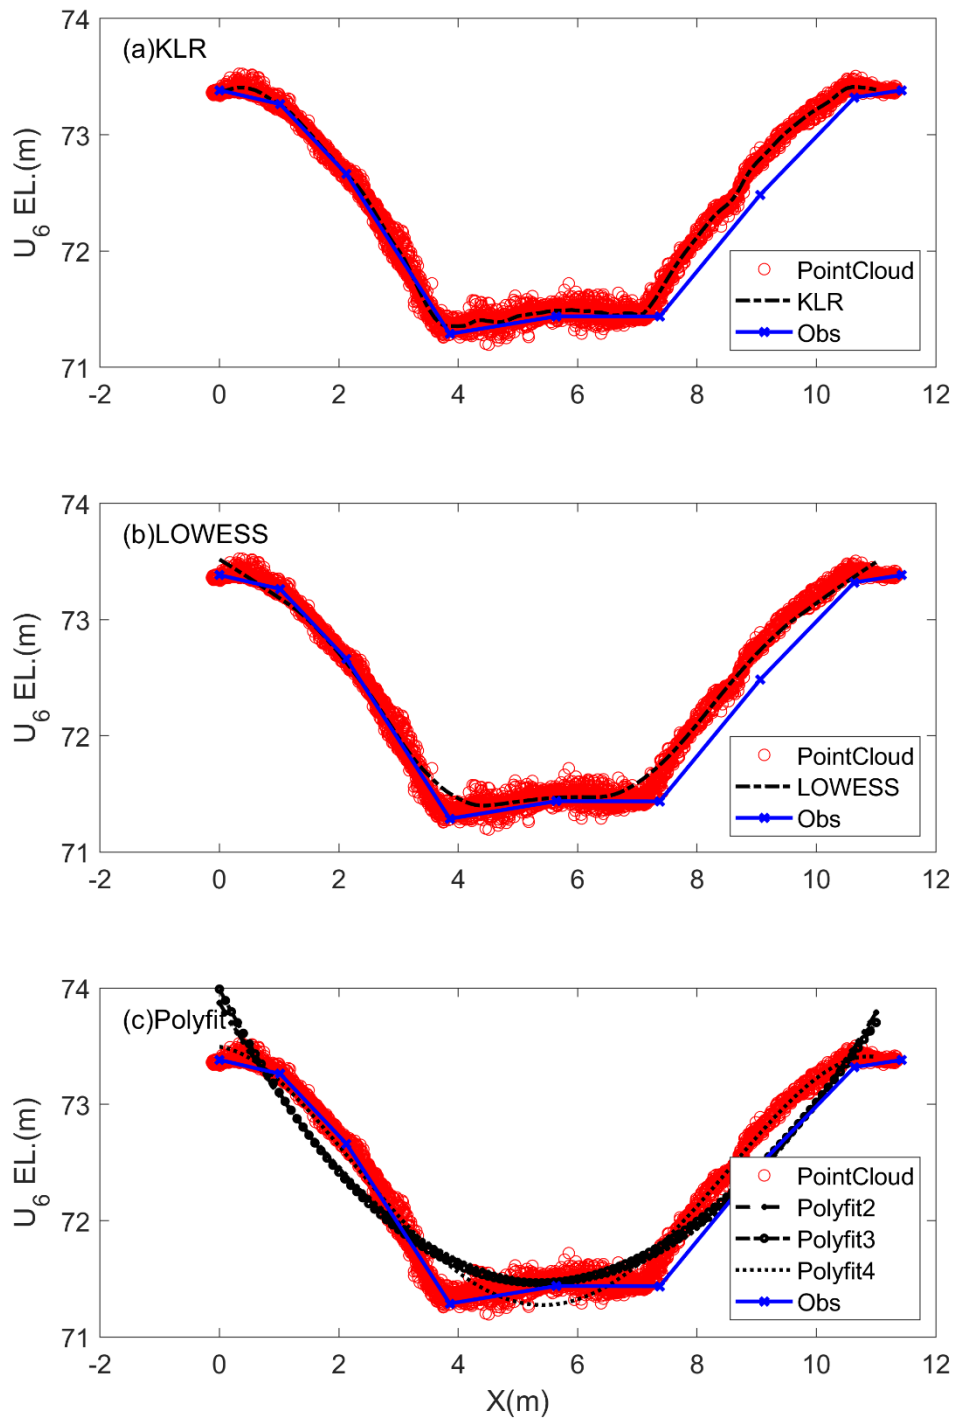 (a)KLR
U6 EL.(m)
74
73
72
71
-2 0 2 4 6 8 10 12
PointCloud
KLR
Obs
(b)LOWESS
U6 EL.(m)
74
73
72
71
-2 0 2 4 6 8 10 12
PointCloud
LOWESS
Obs
(c)Polyfit
U6 EL.(m)
74
73
72
71
-2 0 2 4 6 8 10 12
PointCloud
Polyfit2
Polyfit3
Polyfit4
Obs
X(m)